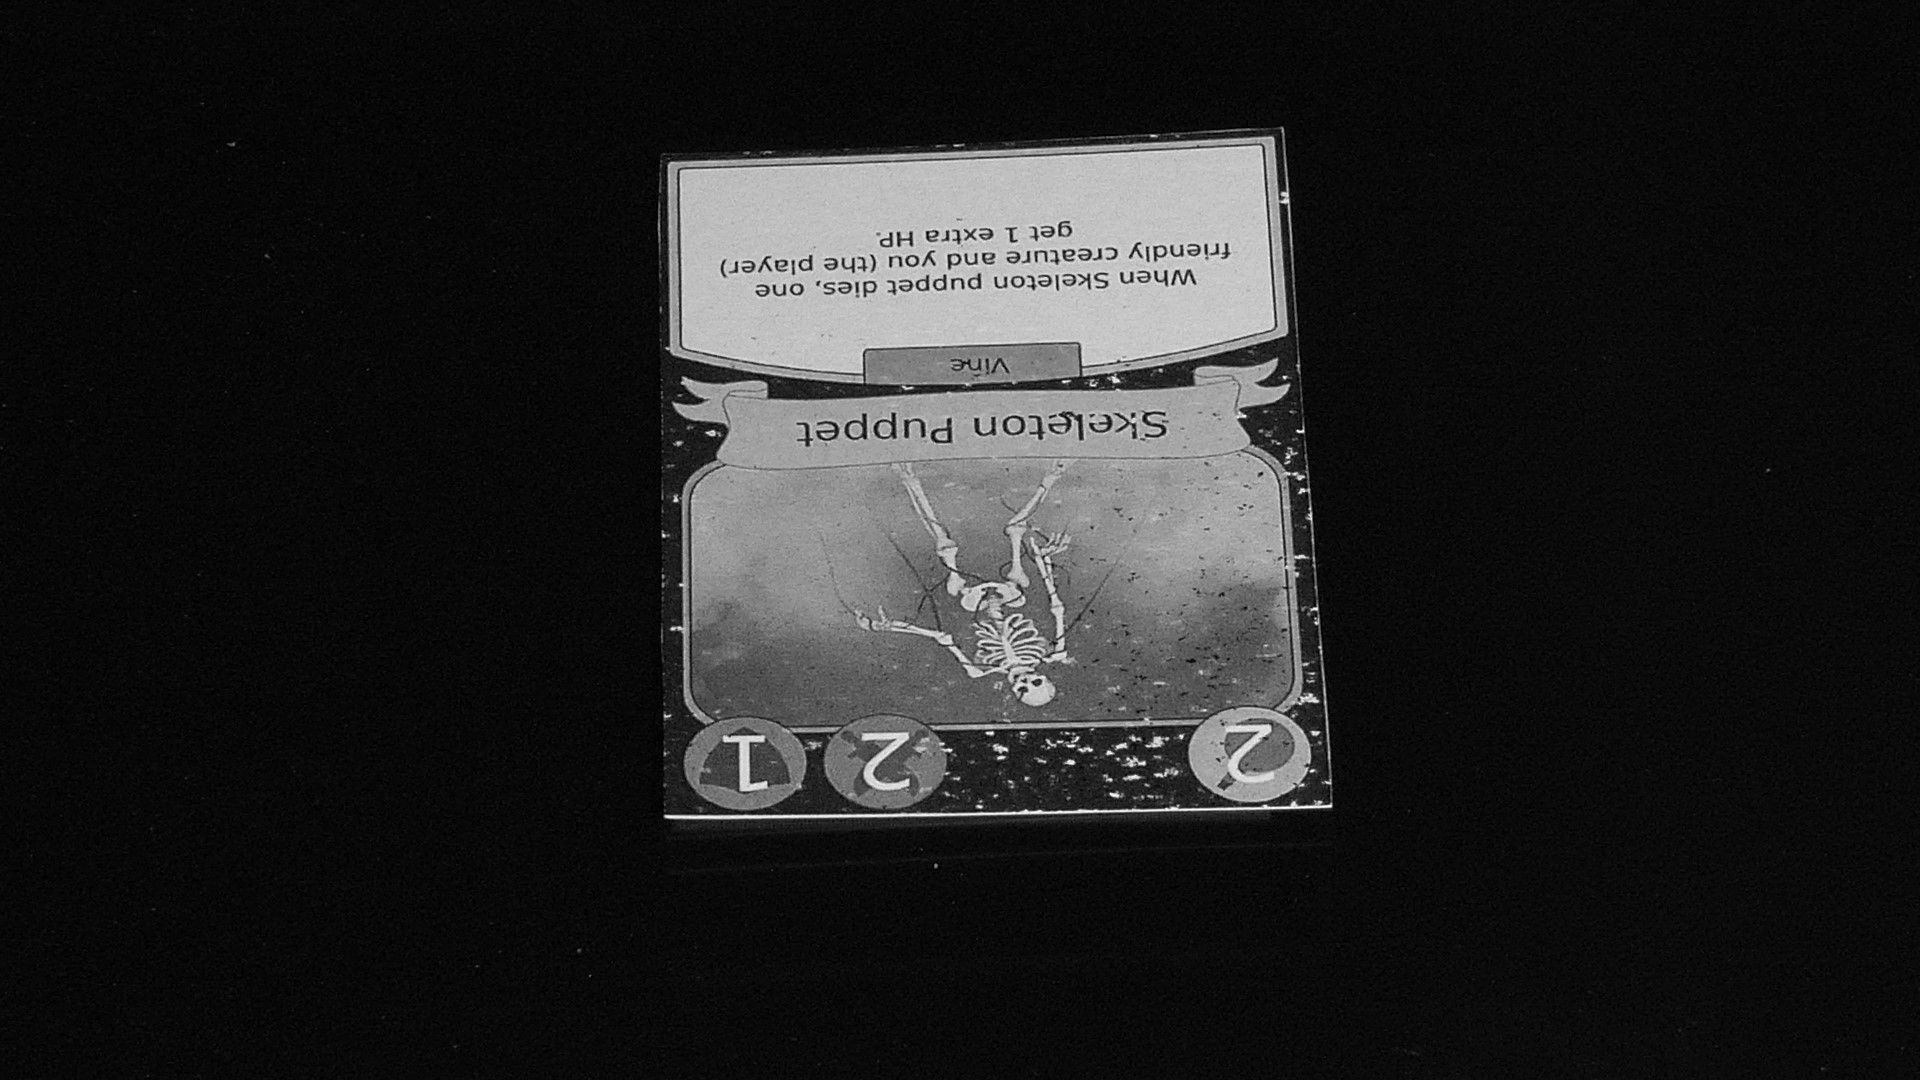 2 2 1
Skeleton Puppet
Vine
When Skeleton puppet dies, one
friendly creature and you (the player)
get 1 extra HP.